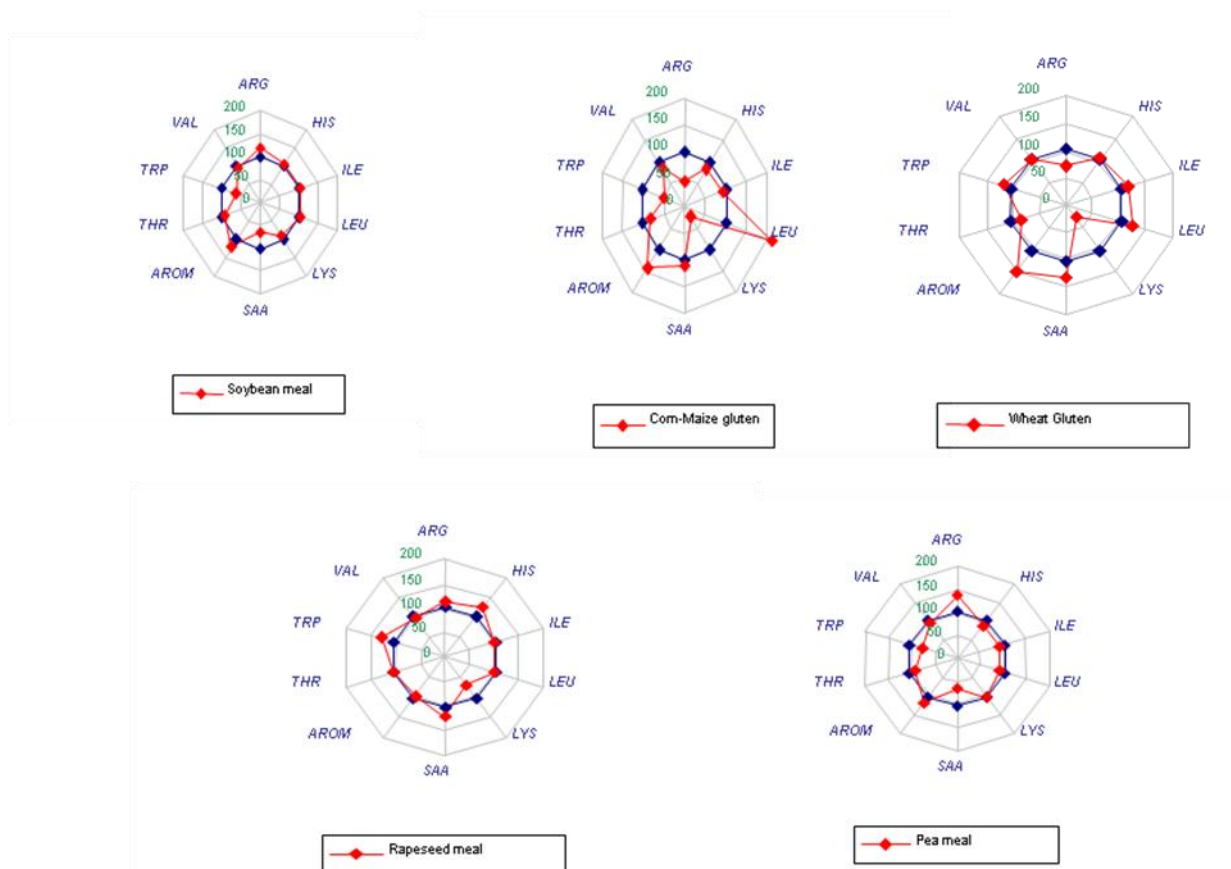 ARG
200
150
100
50
0
HIS
ILE
LEU
LYS
SAA
AROM
THR
TRP
VAL
Soybean meal
ARG
200
150
100
50
0
HIS
ILE
LEU
LYS
SAA
AROM
THR
TRP
VAL
Corn-Maize gluten
ARG
200
150
100
50
0
HIS
ILE
LEU
LYS
SAA
AROM
THR
TRP
VAL
Wheat Gluten
ARG
200
150
100
50
0
HIS
ILE
LEU
LYS
SAA
AROM
THR
TRP
VAL
Rapeseed meal
ARG
200
150
100
50
0
HIS
ILE
LEU
LYS
SAA
AROM
THR
TRP
VAL
Pea meal